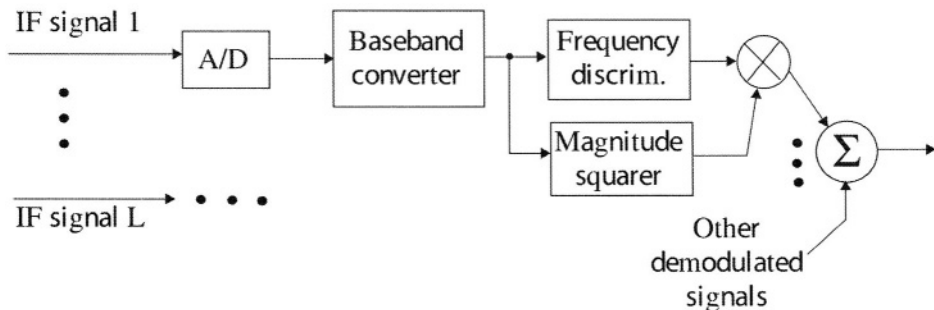 IF signal 1
A/D
Baseband
converter
Frequency
discrim.
Magnitude
squarer
Σ
IF signal L
Other
demodulated
signals